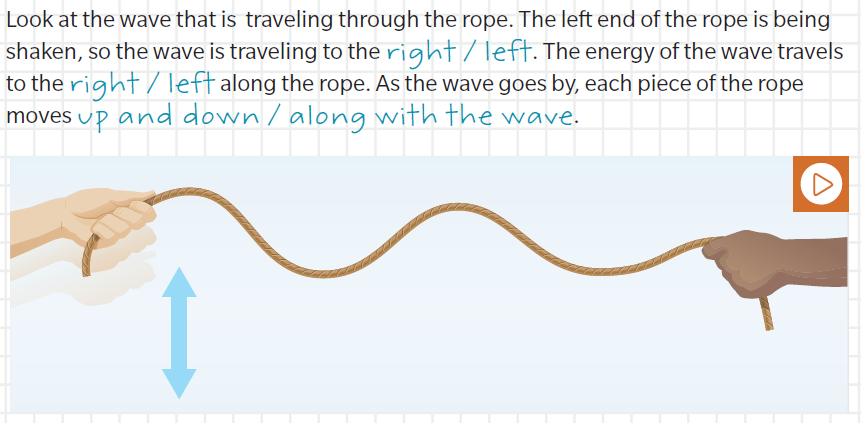 Look at the wave that is traveling through the rope. The left end of the rope is being
shaken, so the wave is traveling to the right / left. The energy of the wave travels
to the right / left along the rope. As the wave goes by, each piece of the rope
moves up and down / along with the wave.